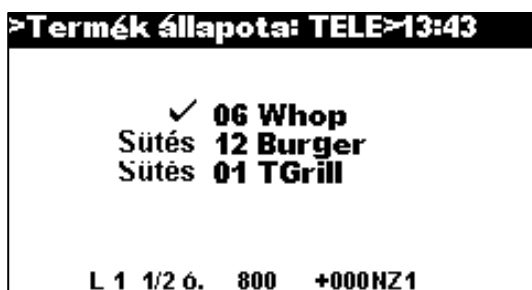 >Termék állapota: TELE>13:43
✓ 06 Whop
Sütés 12 Burger
Sütés 01 TGrill
L 1 1/2 ó. 800 +000NZ1